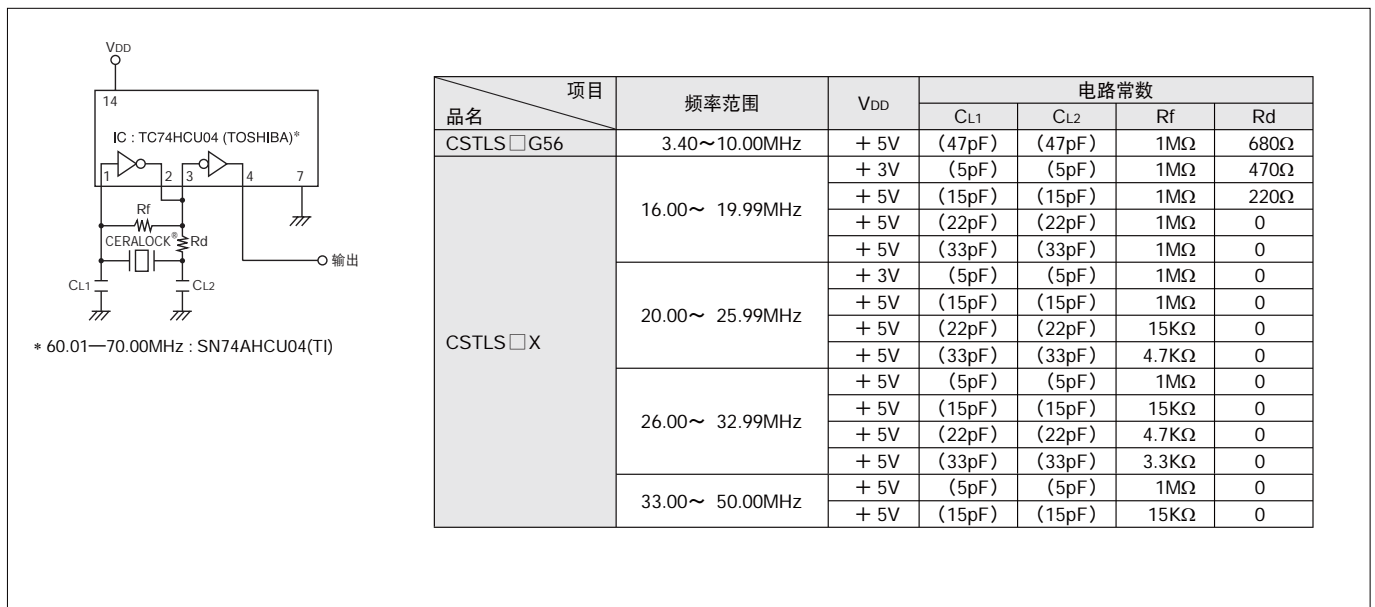 VDD
14
IC : TC74HCU04 (TOSHIBA)*
1 2 3 4 7
Rf
CERALOCK® Rd
输出
CL1 CL2
* 60.01—70.00MHz : SN74AHCU04(TI)
项目
品名 频率范围 VDD 电路常数
CL1 CL2 Rf Rd
CSTLS□G56 3.40～10.00MHz ＋5V (47pF) (47pF) 1MΩ 680Ω
CSTLS□X
16.00～ 19.99MHz
＋3V (5pF) (5pF) 1MΩ 470Ω
＋5V (15pF) (15pF) 1MΩ 220Ω
＋5V (22pF) (22pF) 1MΩ 0
＋5V (33pF) (33pF) 1MΩ 0
20.00～ 25.99MHz
＋3V (5pF) (5pF) 1MΩ 0
＋5V (15pF) (15pF) 1MΩ 0
＋5V (22pF) (22pF) 15KΩ 0
＋5V (33pF) (33pF) 4.7KΩ 0
26.00～ 32.99MHz
＋5V (5pF) (5pF) 1MΩ 0
＋5V (15pF) (15pF) 15KΩ 0
＋5V (22pF) (22pF) 4.7KΩ 0
＋5V (33pF) (33pF) 3.3KΩ 0
33.00～ 50.00MHz
＋5V (5pF) (5pF) 1MΩ 0
＋5V (15pF) (15pF) 15KΩ 0